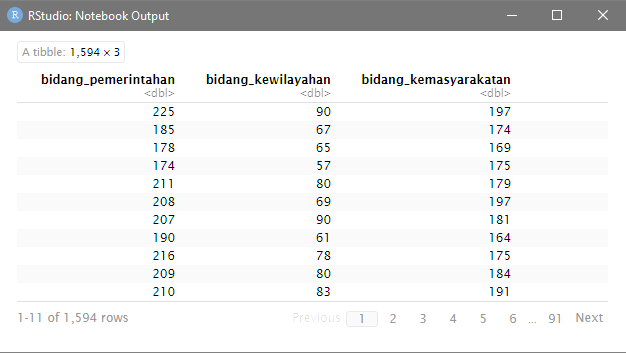 R RStudio: Notebook Output
A tibble: 1,594 × 3
bidang_pemerintahan bidang_kewilayahan bidang_kemasyarakatan
<dbl> <dbl> <dbl>
225 90 197
185 67 174
178 65 169
174 57 175
211 80 179
208 69 197
207 90 181
190 61 164
216 78 175
209 80 184
210 83 191
1-11 of 1,594 rows Previous 1 2 3 4 5 6 ... 91 Next